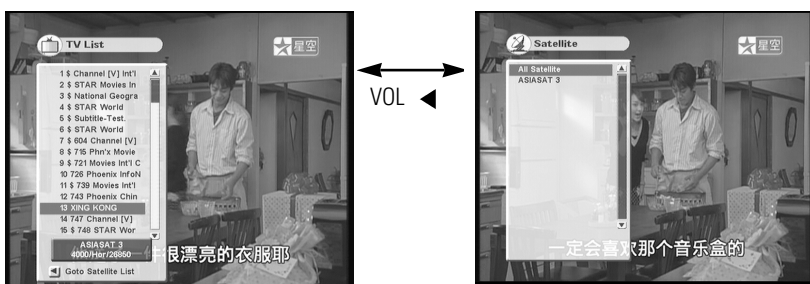 TV List
星空
1 $ Channel [V] Int'l
2 $ STAR Movies In
3 $ National Geogra
4 $ STAR World
5 $ Subtitle-Test.
6 $ STAR World
7 $ 604 Channel [V]
8 $ 715 Phn'x Movie
9 $ 721 Movies Int'l C
10 726 Phoenix InfoN
11 $ 739 Movies Int'l
12 743 Phoenix Chin
13 XING KONG
14 747 Channel [V]
15 $ 748 STAR Wor
ASIASAT 3
4000/Hor/26850
件很漂亮的衣服耶
Goto Satellite List
VOL
Satellite
星空
All Satellite
ASIASAT 3
一定会喜欢那个音乐盒的